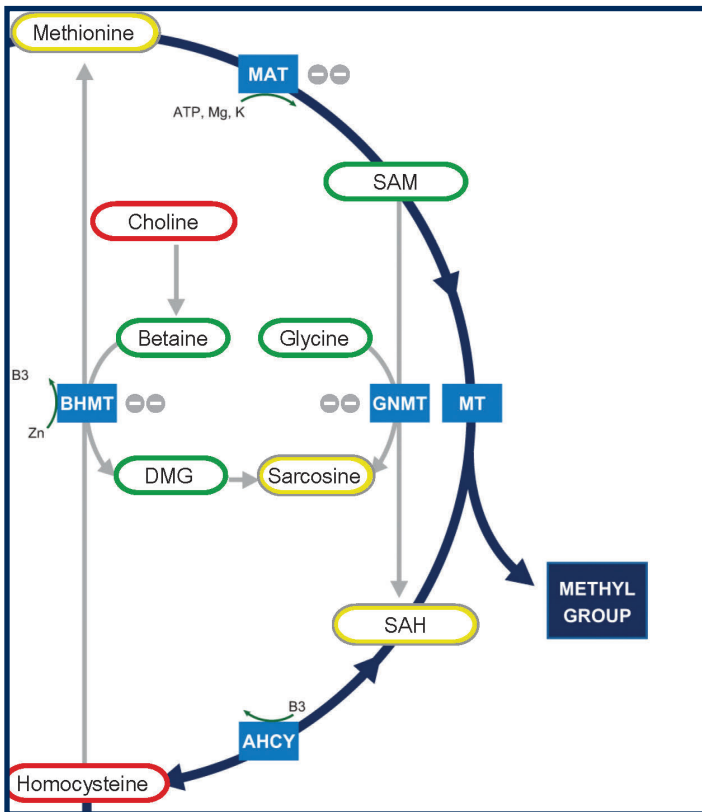 Methionine
MAT
ATP, Mg, K
SAM
Choline
Betaine
Glycine
B3
BHMT
GNMT
MT
Zn
DMG
Sarcosine
METHYL
GROUP
SAH
B3
AHCY
Homocysteine